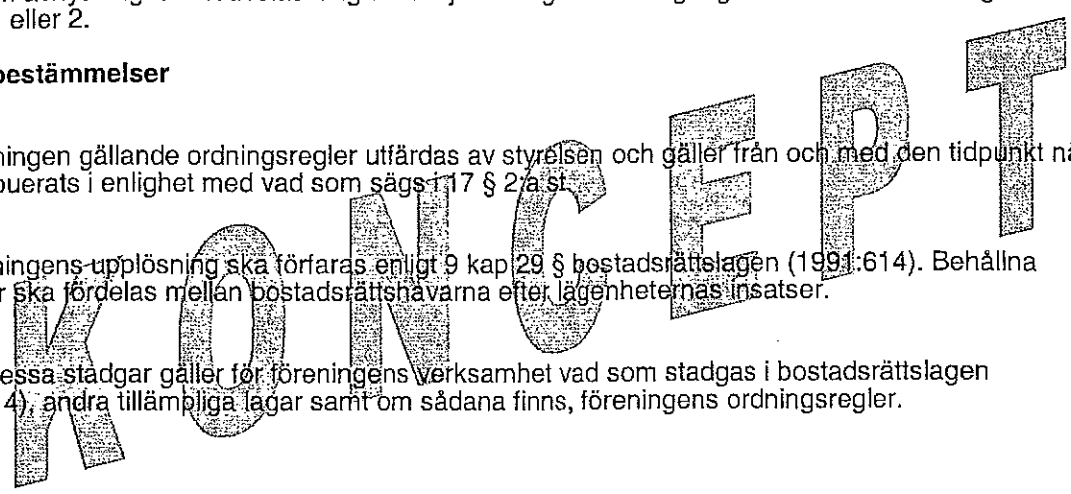 eller 2.
bestämmelser
ningen gällande ordningsregler utfärdas av styrelsen och gäller från och med den tidpunkt nä
buerats i enlighet med vad som sägs i 17 § 2:a st.
ningens upplösning ska förfaras enligt 9 kap 29 § bostadsrättslagen (1991:614). Behållna
r ska fördelas mellan bostadsrättshavarna efter lägenheternas insatser.
essa stadgar gäller för föreningens verksamhet vad som stadgas i bostadsrättslagen
4), andra tillämpliga lagar samt om sådana finns, föreningens ordningsregler.
KONCEPT